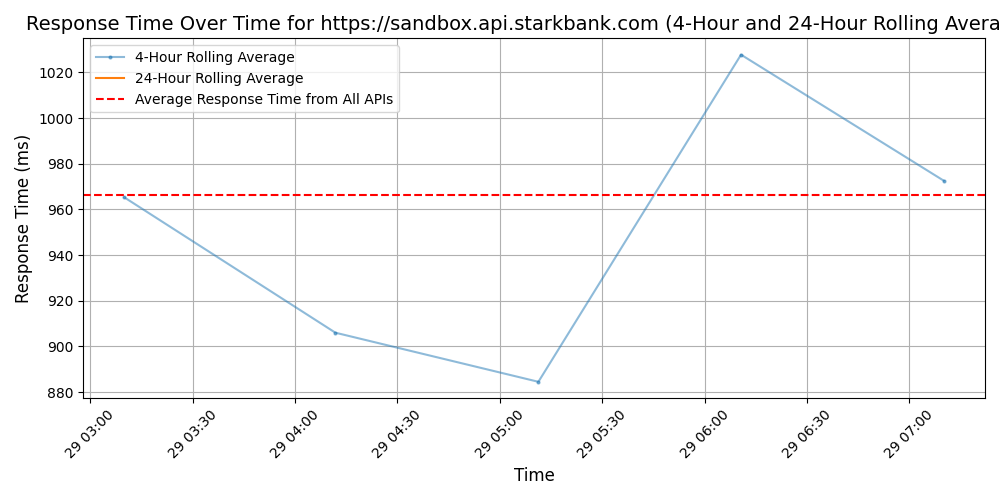 Response Time Over Time for https://sandbox.api.starkbank.com (4-Hour and 24-Hour Rolling Avera
4-Hour Rolling Average
24-Hour Rolling Average
Average Response Time from All APIs
Response Time (ms)
1020
1000
980
960
940
920
900
880
29 03:00
29 03:30
29 04:00
29 04:30
29 05:00
29 05:30
29 06:00
29 06:30
29 07:00
Time